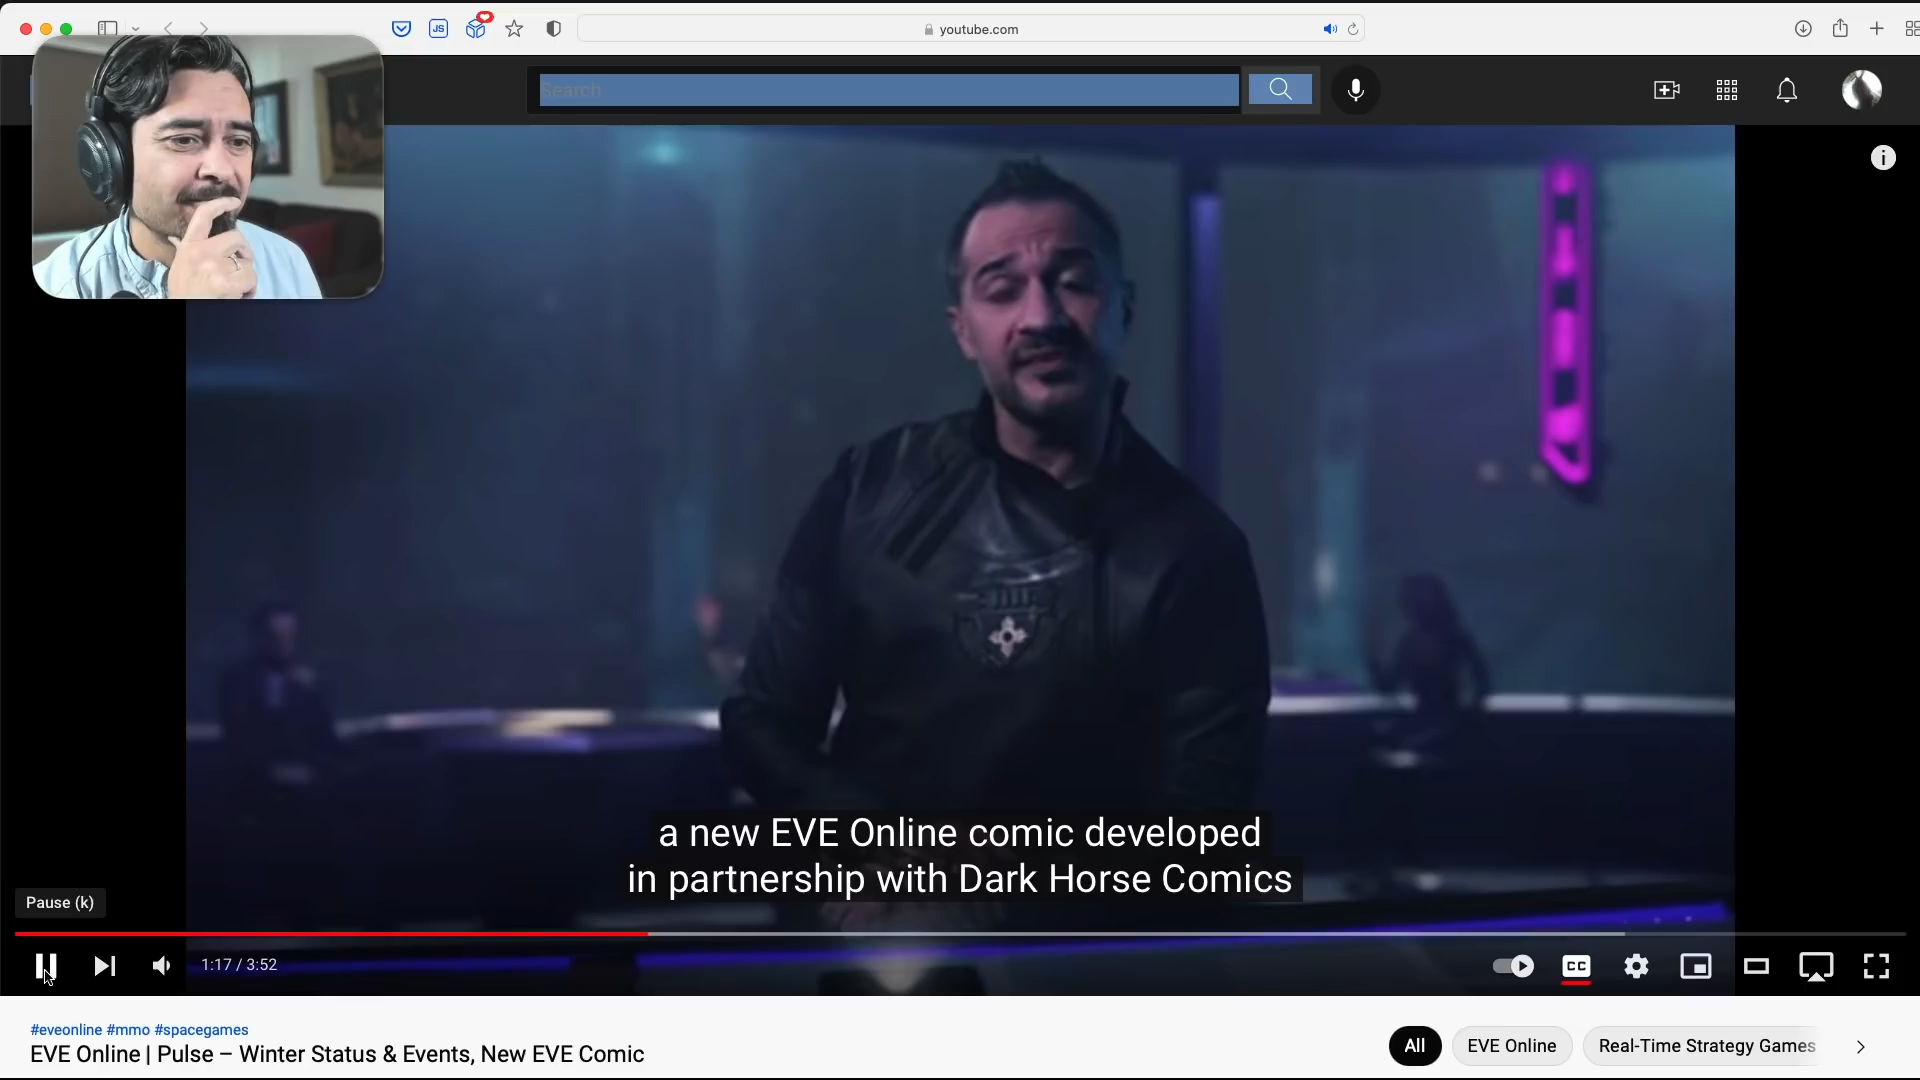 JS
youtube.com
Search
a new EVE Online comic developed
in partnership with Dark Horse Comics
Pause (k)
1:17 / 3:52
CC
#eveonline #mmo #spacegames
EVE Online | Pulse – Winter Status & Events, New EVE Comic
All
EVE Online
Real-Time Strategy Games